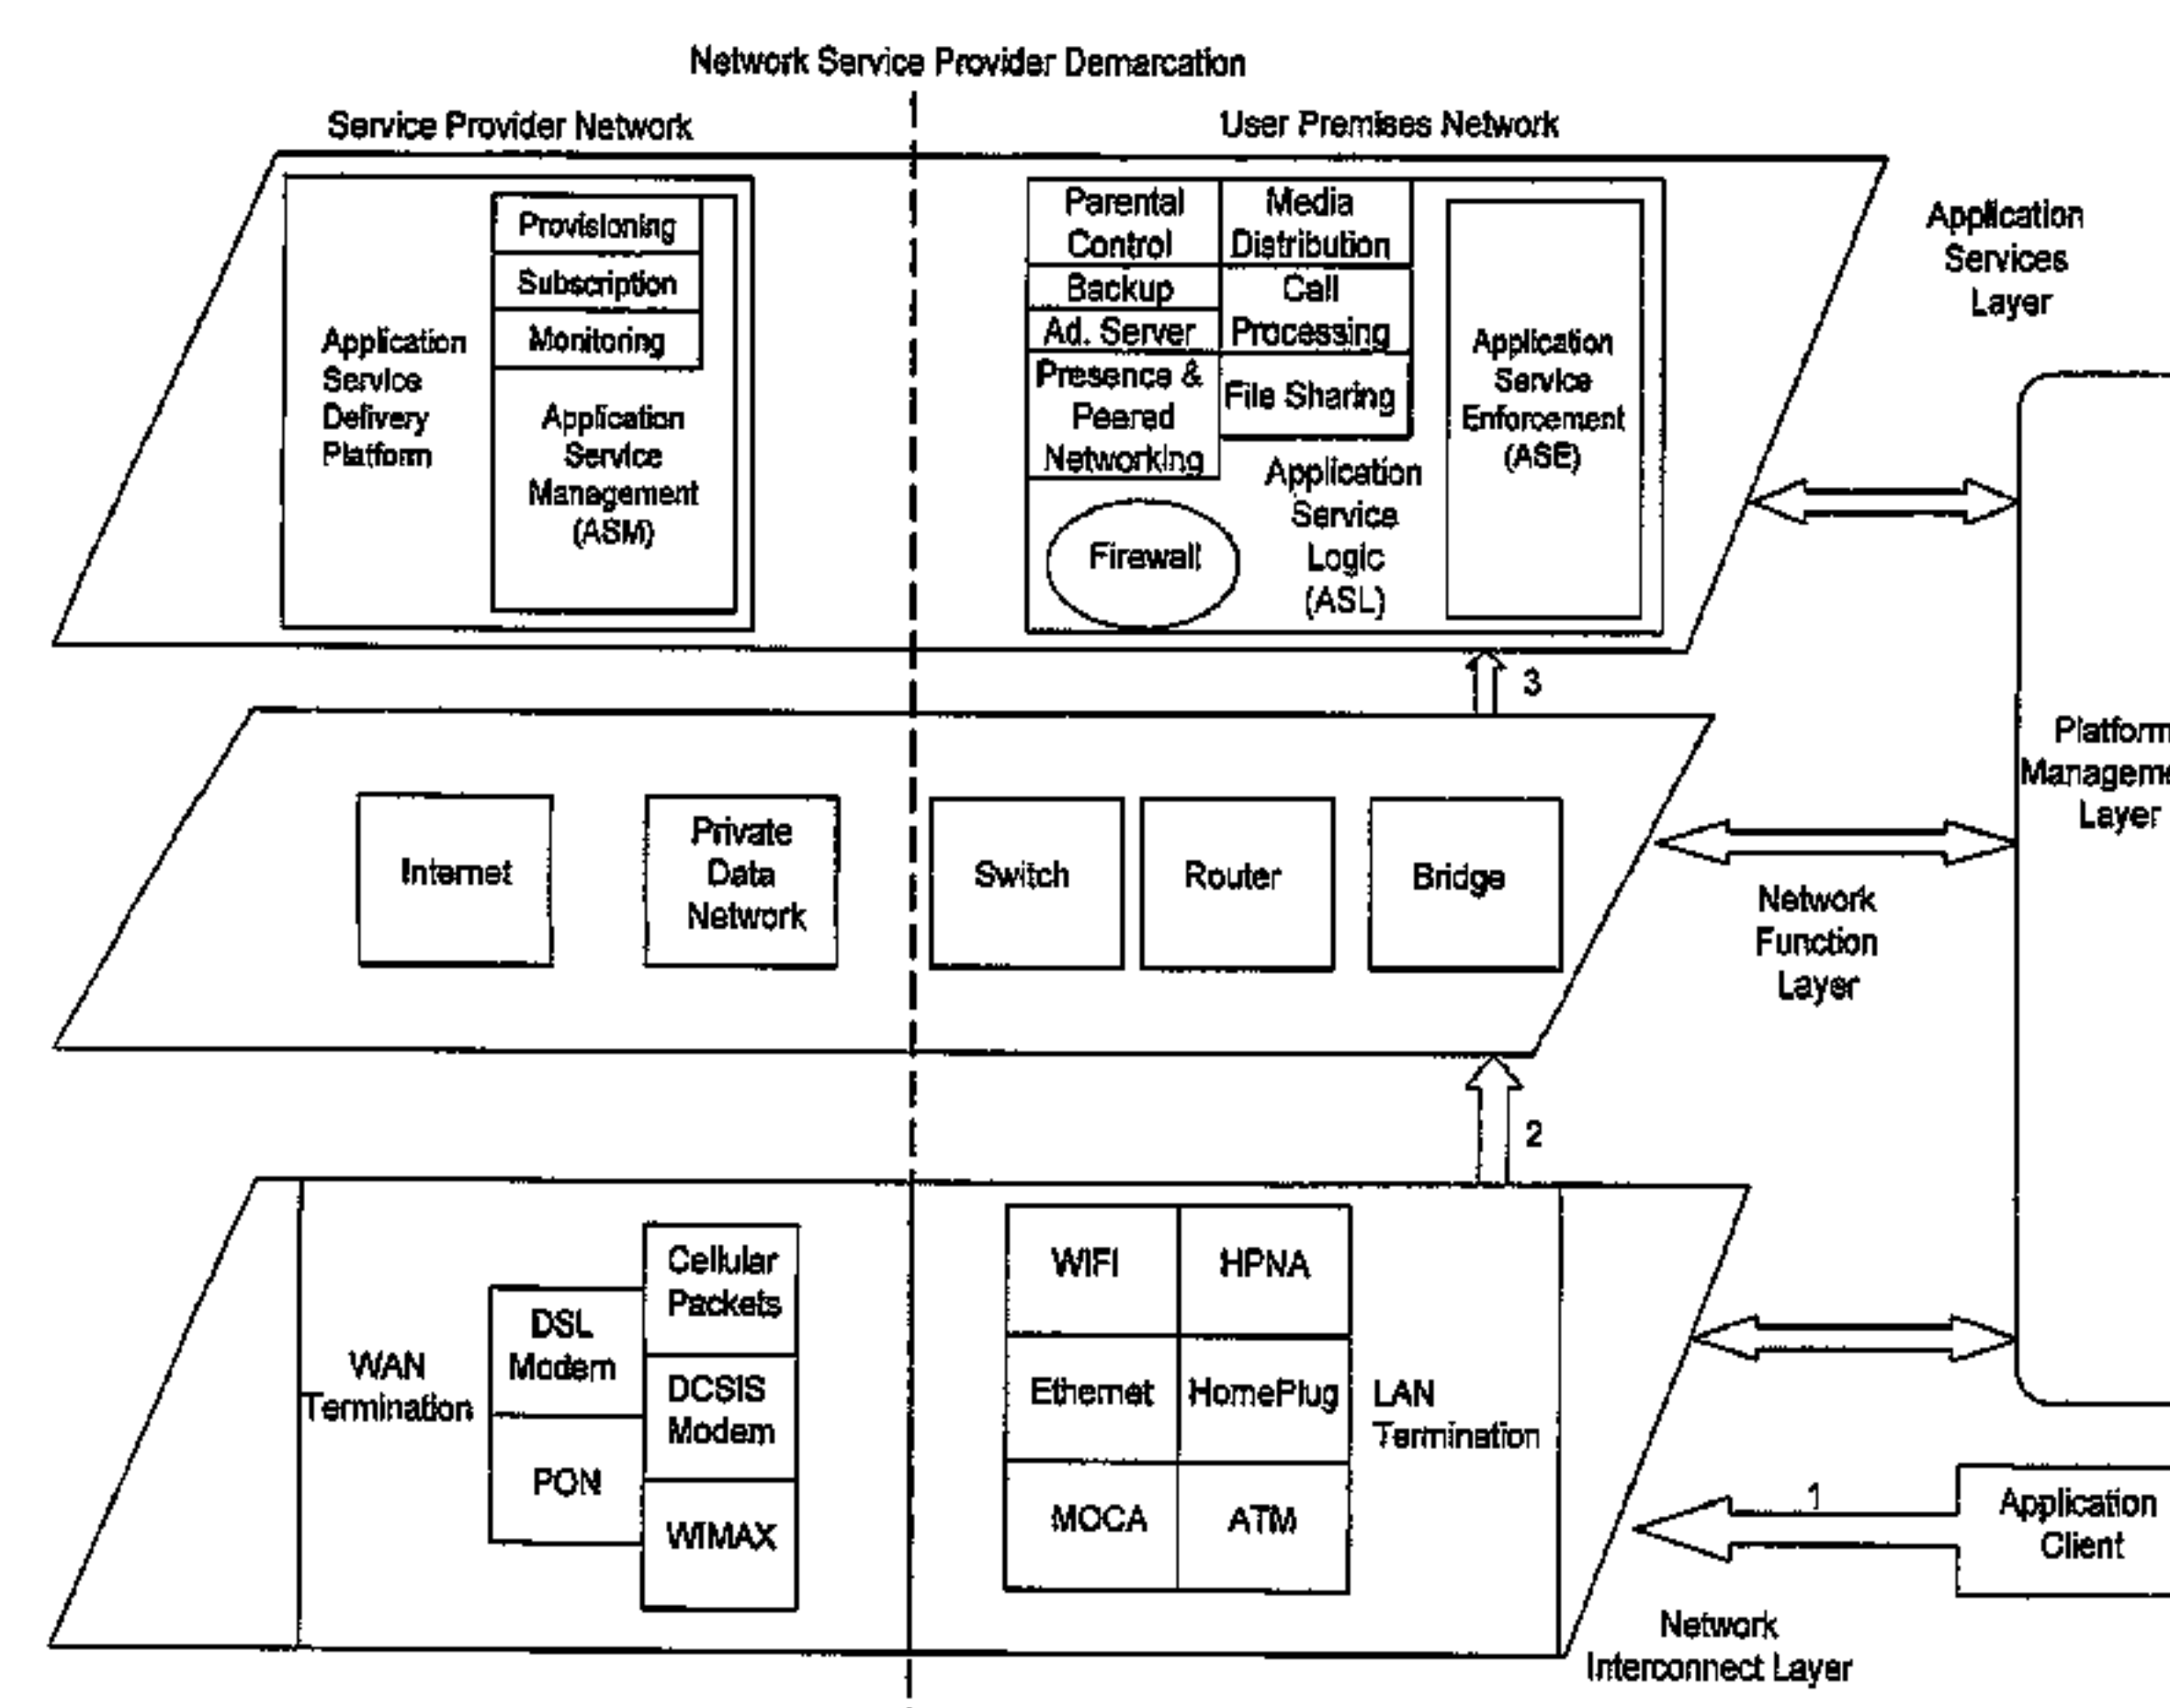 Network Service Provider Demarcation
Service Provider Network
User Premises Network
Provisioning
Subscription
Monitoring
Application
Service
Delivery
Platform
Application
Service
Management
(ASM)
Parental
Control
Media
Distribution
Backup
Call
Processing
Ad. Server
Presence &
Peered
Networking
File Sharing
Application
Service
Logic
(ASL)
Firewall
Application
Service
Enforcement
(ASE)
Application
Services
Layer
3
Internet
Private
Data
Network
Switch
Router
Bridge
Network
Function
Layer
Platform
Manageme
Layer
2
WAN
Termination
DSL
Modem
PON
Cellular
Packets
DCSIS
Modem
WIMAX
WIFI
HPNA
Ethernet
HomePlug
MOCA
ATM
LAN
Termination
1
Application
Client
Network
Interconnect Layer